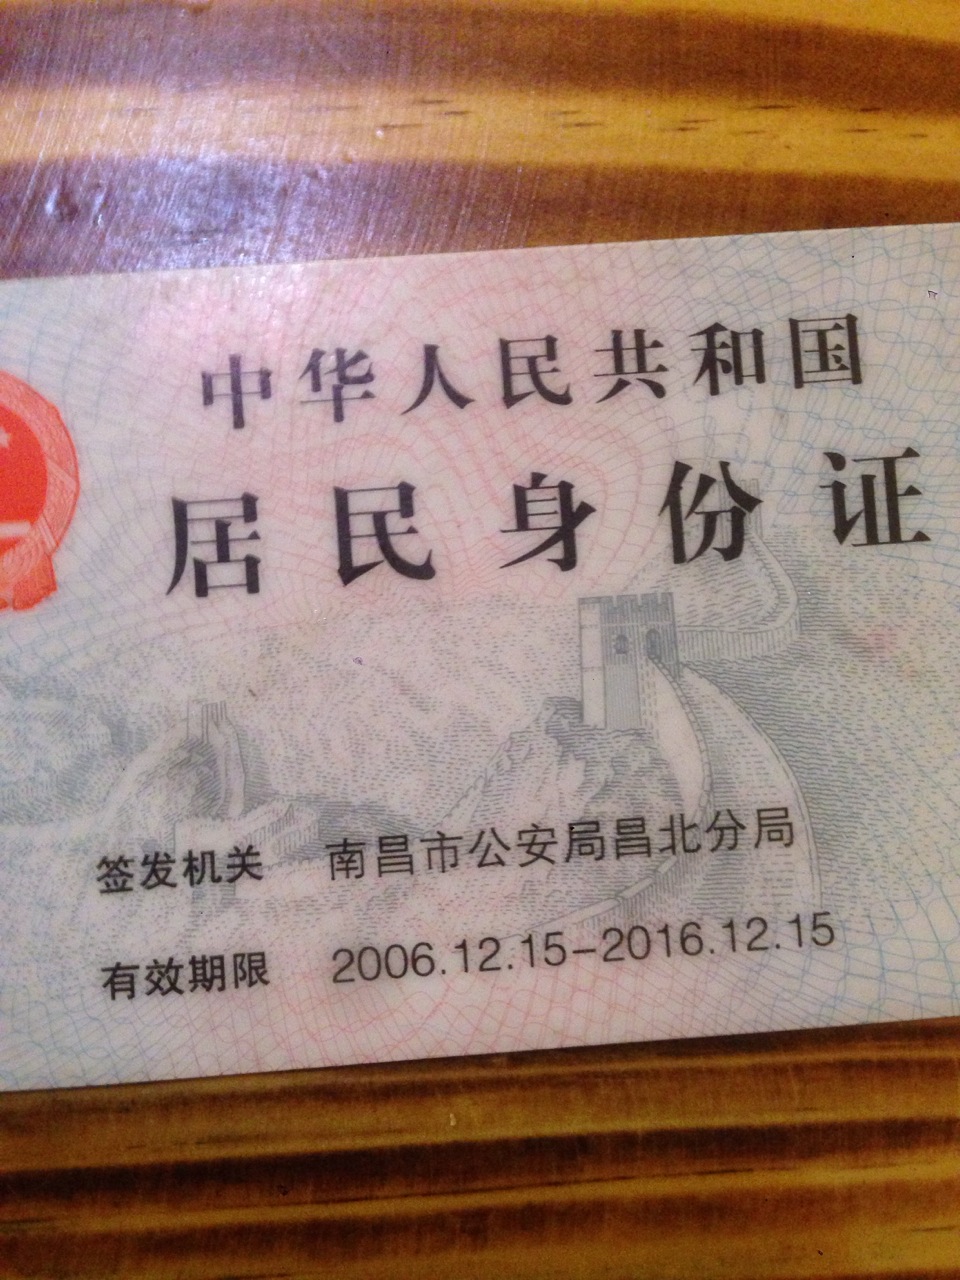 中华人民共和国
居民身份证
签发机关 南昌市公安局昌北分局
有效期限 2006.12.15-2016.12.15